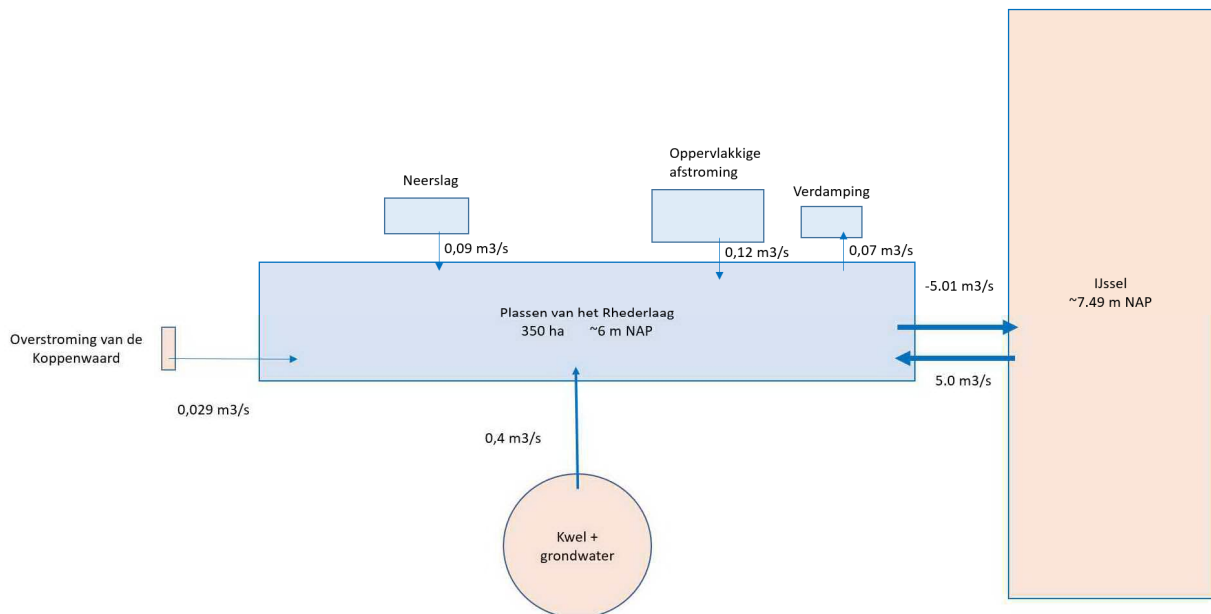 Neerslag
Oppervlakkige
afstroming
Verdamping
0,09 m3/s
0,12 m3/s
0,07 m3/s
-5.01 m3/s
IJssel
~7.49 m NAP
Plassen van het Rhederlaag
350 ha ~6 m NAP
Overstroming van de
Koppenwaard
5.0 m3/s
0,029 m3/s
0,4 m3/s
Kwel +
grondwater